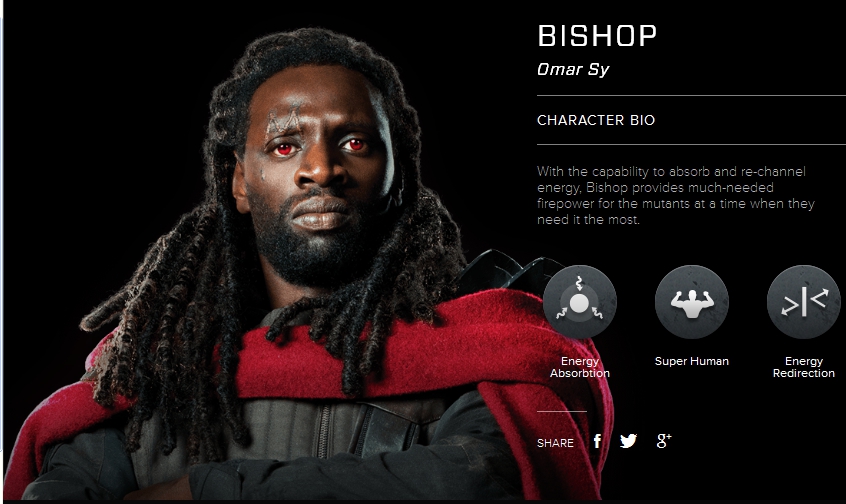 BISHOP
Omar Sy
CHARACTER BIO
With the capability to absorb and re-channel
energy, Bishop provides much-needed
firepower for the mutants at a time when they
need it the most.
Energy
Absorbtion
Super Human
Energy
Redirection
SHARE f g+